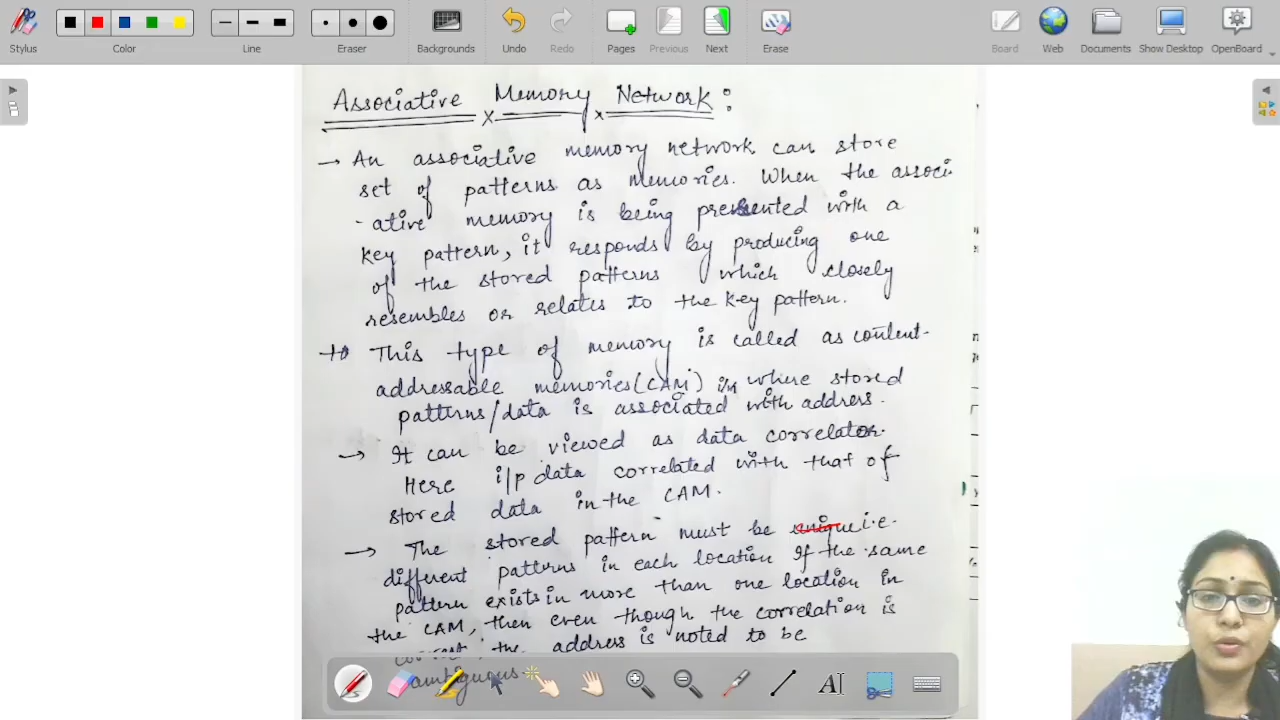 Stylus
Color
Line
Eraser
Backgrounds
Undo
Redo
Pages
Previous
Next
Erase
Board
Web
Documents
Show Desktop
OpenBoard
Associative Memory Network :
→ An associative memory network can store
set of patterns as memories. When the associ
-ative memory is being presented with a
key pattern, it responds by producing one
of the stored patterns which closely
resembles or relates to the key pattern.
This type of memory is called as content-
addressable memories (CAM) where stored
patterns/data is associated with address.
→ It can be viewed as data correlator.
Here i/p data correlated with that of
stored data in the CAM.
→ The stored pattern must be unique i.e.
different patterns in each location If the same
pattern exists in more than one location in
the CAM, then even though the correlation is
the address is noted to be
ambiguous